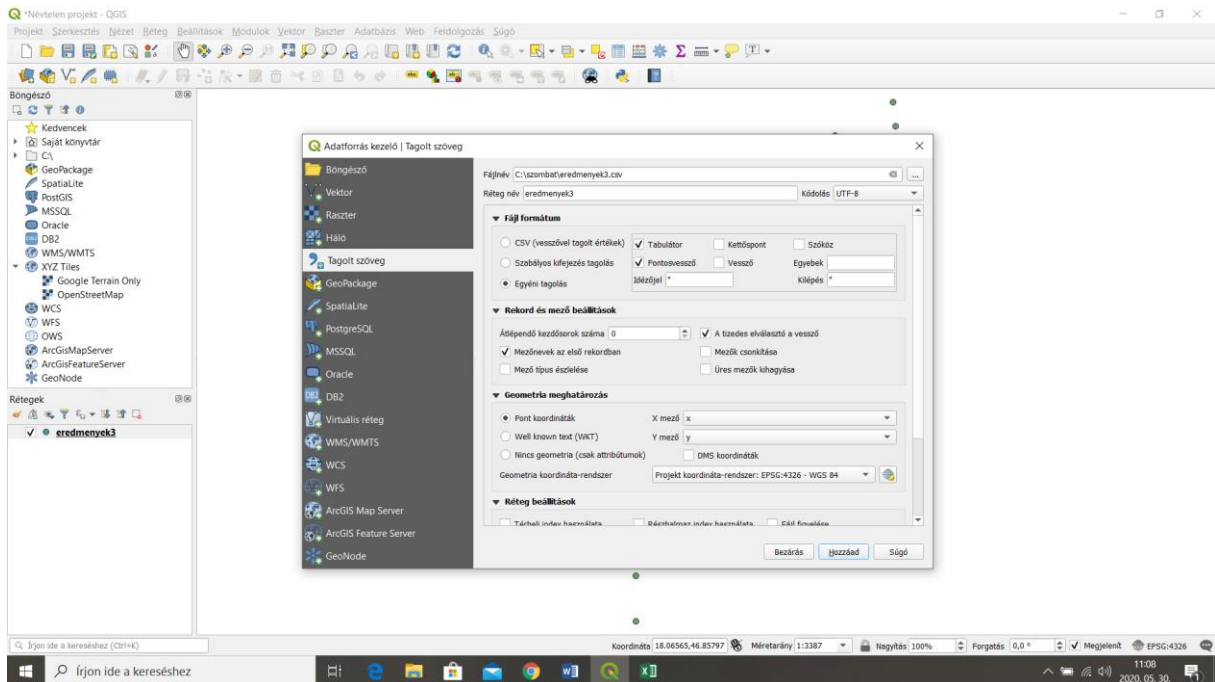 *Névtelen projekt - QGIS
Projekt Szerkesztés Nézet Réteg Beállítások Modulok Vektor Raszter Adatbázis Web Feldolgozás Súgó
Böngésző
Kedvencek
Saját könyvtár
C:\
GeoPackage
SpatiaLite
PostGIS
MSSQL
Oracle
DB2
WMS/WMTS
XYZ Tiles
Google Terrain Only
OpenStreetMap
WCS
WFS
OWS
ArcGisMapServer
ArcGisFeatureServer
GeoNode
Rétegek
eredmenyek3
Adatforrás kezelő | Tagolt szöveg
Böngésző
Vektor
Raszter
Háló
Tagolt szöveg
GeoPackage
SpatiaLite
PostgreSQL
MSSQL
Oracle
DB2
Virtuális réteg
WMS/WMTS
WCS
WFS
ArcGIS Map Server
ArcGIS Feature Server
GeoNode
Fájlnév C:\szombat\eredmenyek3.csv ...
Réteg név eredmenyek3 Kódolás UTF-8
Fájl formátum
CSV (vesszővel tagolt értékek) Tabulátor Kettőspont Szóköz
Szabályos kifejezés tagolás Pontosvessző Vessző Egyebek
Egyéni tagolás Idézőjel " Kilépés "
Rekord és mező beállítások
Átlépendő kezdősorok száma 0 A tizedes elválasztó a vessző
Mezőnevek az első rekordban Mezők csonkítása
Mező típus észlelése Üres mezők kihagyása
Geometria meghatározás
Pont koordináták X mező x
Well known text (WKT) Y mező y
Nincs geometria (csak attribútumok) DMS koordináták
Geometria koordináta-rendszer Projekt koordináta-rendszer: EPSG:4326 - WGS 84
Réteg beállítások
Térbeli index használata Részhalmaz index használata Fájl figyelése
Bezárás Hozzáad Súgó
Írjon ide a kereséshez (Ctrl+K) Koordináta 18.06565,46.85797 Méretarány 1:3387 Nagyítás 100% Forgatás 0,0 ° Megjelenít EPSG:4326
Írjon ide a kereséshez
11:08
2020. 05. 30.